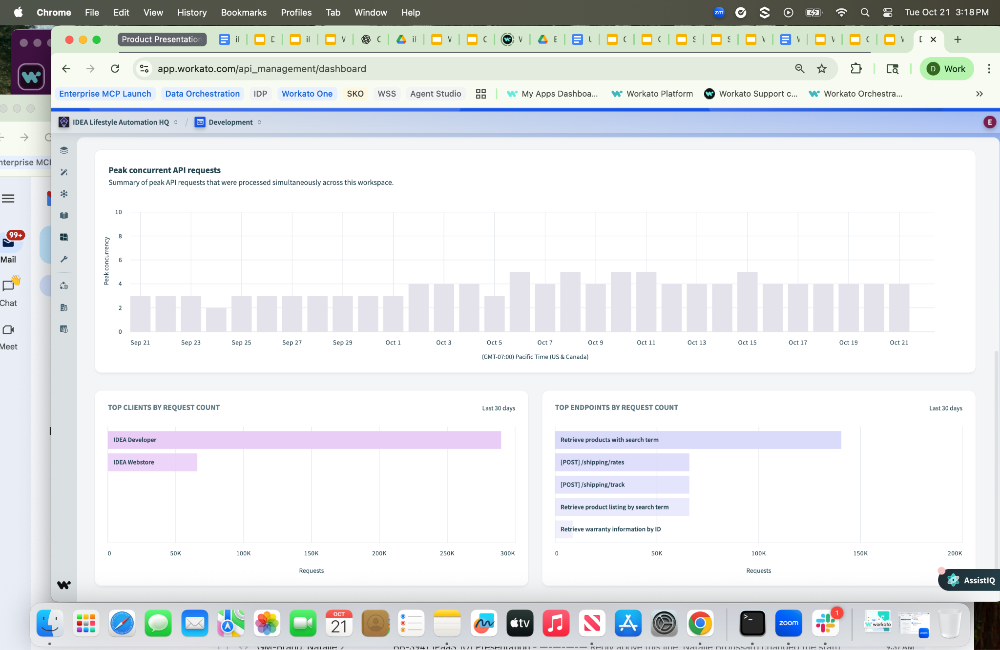 Chrome File Edit View History Bookmarks Profiles Tab Window Help zm Tue Oct 21 3:18 PM
Product Presentation
app.workato.com/api_management/dashboard
D Work
Enterprise MCP Launch Data Orchestration IDP Workato One SKO WSS Agent Studio My Apps Dashboa... Workato Platform Workato Support c... Workato Orchestra...
IDEA Lifestyle Automation HQ / Development E
nterprise MCP
99+
Mail
Chat
Meet
Peak concurrent API requests
Summary of peak API requests that were processed simultaneously across this workspace.
Peak concurrency
10
8
6
4
2
0
Sep 21 Sep 23 Sep 25 Sep 27 Sep 29 Oct 1 Oct 3 Oct 5 Oct 7 Oct 9 Oct 11 Oct 13 Oct 15 Oct 17 Oct 19 Oct 21
(GMT-07:00) Pacific Time (US & Canada)
TOP CLIENTS BY REQUEST COUNT Last 30 days
IDEA Developer
IDEA Webstore
0 50K 100K 150K 200K 250K 300K
Requests
TOP ENDPOINTS BY REQUEST COUNT Last 30 days
Retrieve products with search term
[POST] /shipping/rates
[POST] /shipping/track
Retrieve product listing by search term
Retrieve warranty information by ID
0 50K 100K 150K 200K
Requests
AssistIQ
OCT
21
tv
zoom
1
workato
zoom